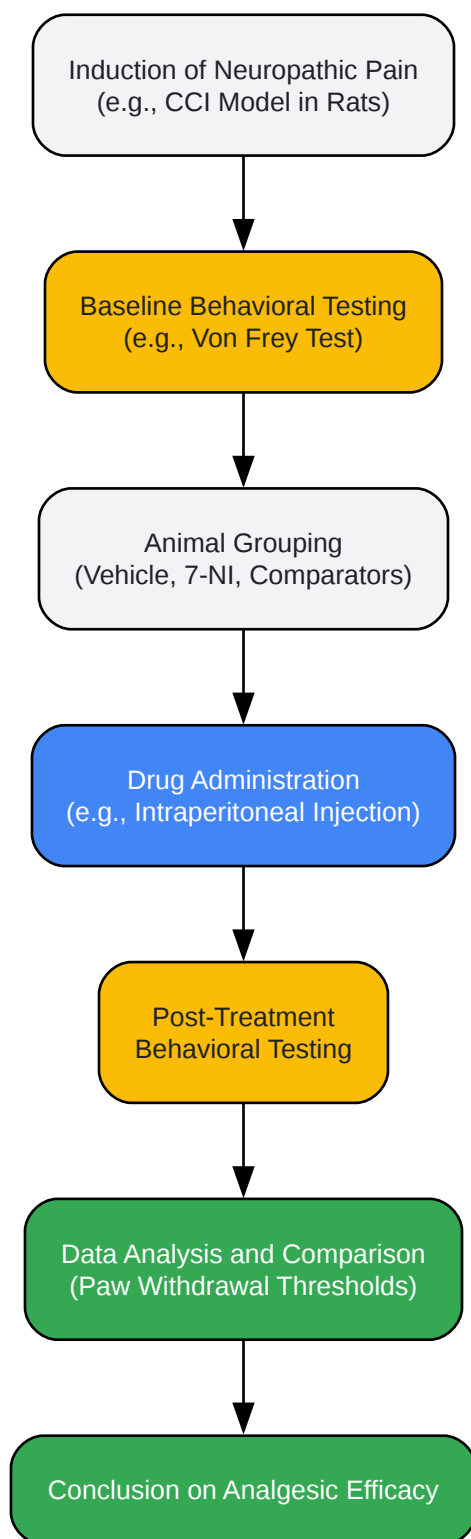 Induction of Neuropathic Pain
(e.g., CCI Model in Rats)
Baseline Behavioral Testing
(e.g., Von Frey Test)
Animal Grouping
(Vehicle, 7-NI, Comparators)
Drug Administration
(e.g., Intraperitoneal Injection)
Post-Treatment
Behavioral Testing
Data Analysis and Comparison
(Paw Withdrawal Thresholds)
Conclusion on Analgesic Efficacy